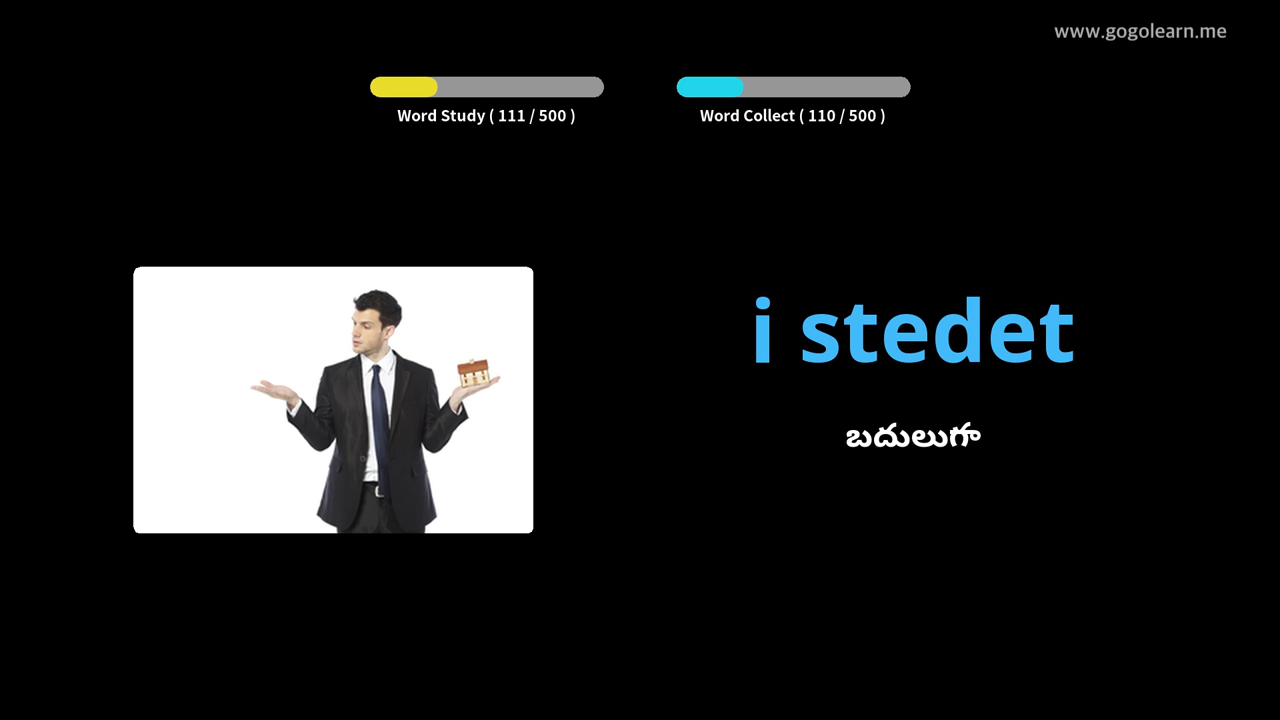 www.gogolearn.me
Word Study ( 111 / 500 )
Word Collect ( 110 / 500 )
i stedet
బదులుగా